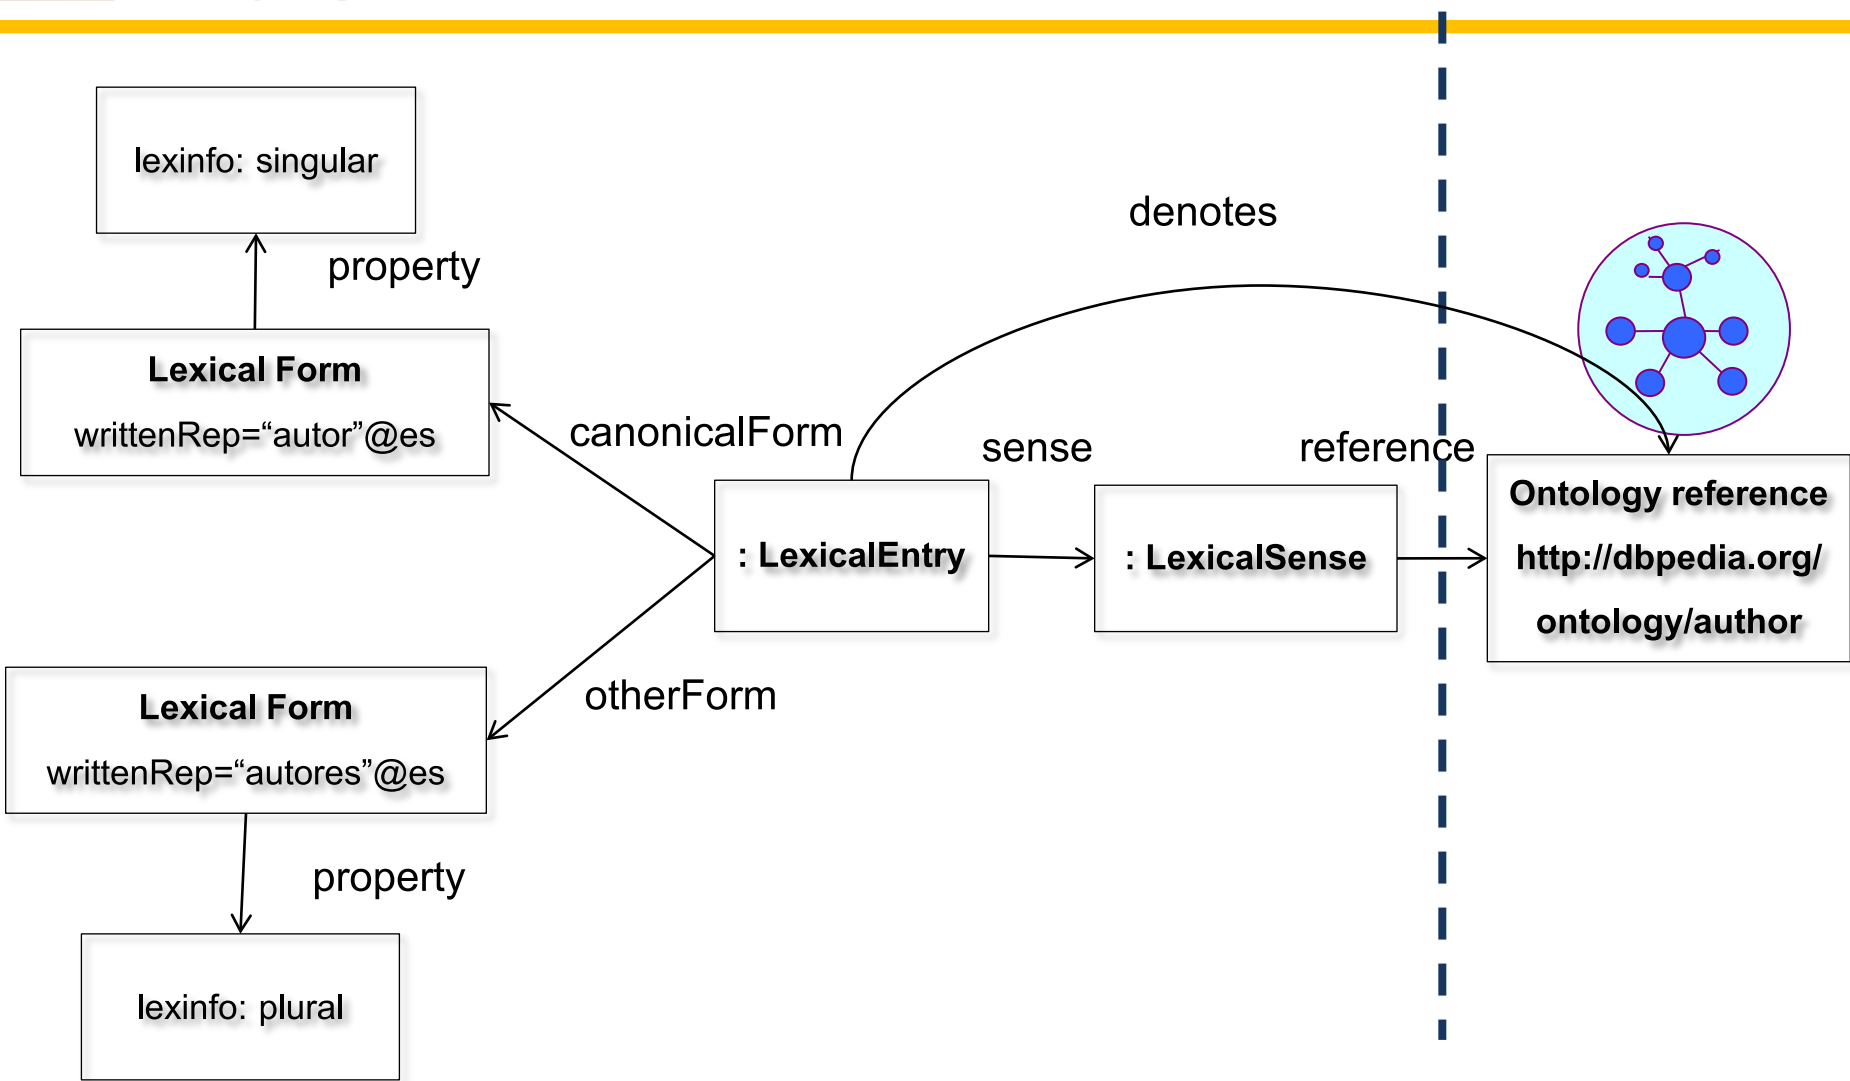 lexinfo: singular
property
denotes
Lexical Form
writtenRep=“autor”@es
canonicalForm
sense
reference
: LexicalEntry
: LexicalSense
Ontology reference
http://dbpedia.org/
ontology/author
otherForm
Lexical Form
writtenRep=“autores”@es
property
lexinfo: plural